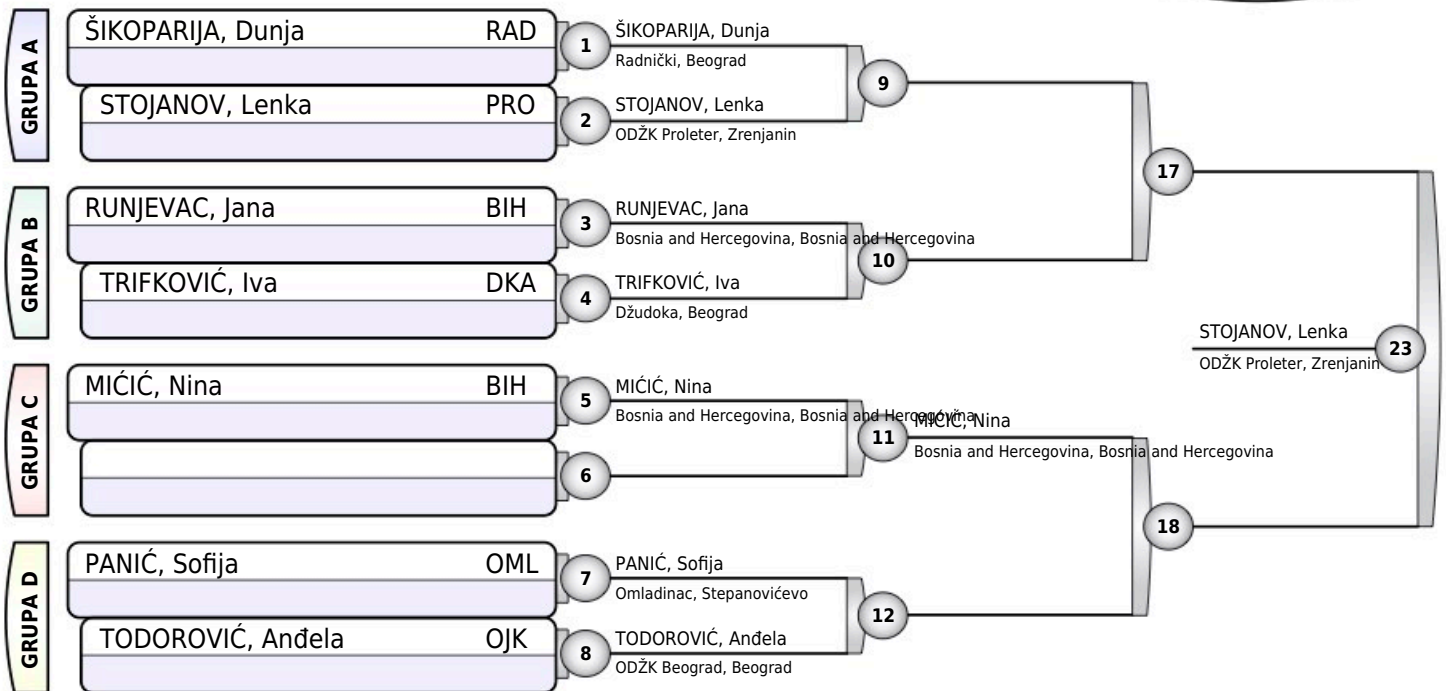 GRUPA A
ŠIKOPARIJA, Dunja RAD
STOJANOV, Lenka PRO
1
ŠIKOPARIJA, Dunja
Radnički, Beograd
2
STOJANOV, Lenka
ODŽK Proleter, Zrenjanin
9
GRUPA B
RUNJEVAC, Jana BIH
TRIFKOVIĆ, Iva DKA
3
RUNJEVAC, Jana
Bosnia and Hercegovina, Bosnia and Hercegovina
4
TRIFKOVIĆ, Iva
Džudoka, Beograd
10
17
GRUPA C
MIĆIĆ, Nina BIH
5
MIĆIĆ, Nina
Bosnia and Hercegovina, Bosnia and Hercegovina
6
11
MIĆIĆ, Nina
Bosnia and Hercegovina, Bosnia and Hercegovina
GRUPA D
PANIĆ, Sofija OML
TODOROVIĆ, Anđela OJK
7
PANIĆ, Sofija
Omladinac, Stepanovićevo
8
TODOROVIĆ, Anđela
ODŽK Beograd, Beograd
12
18
STOJANOV, Lenka
ODŽK Proleter, Zrenjanin
23